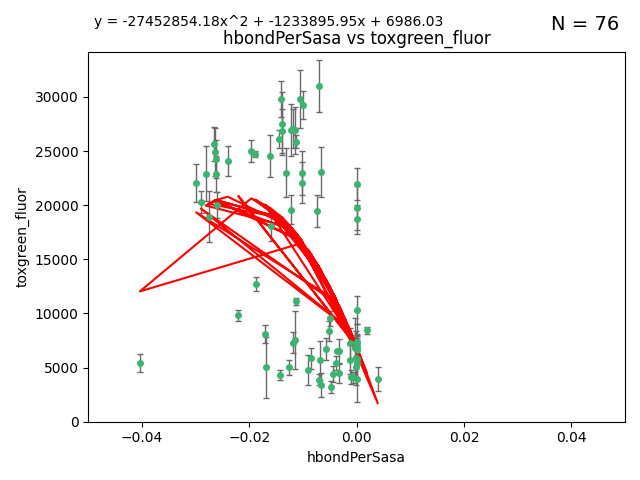 y = -27452854.18x^2 + -1233895.95x + 6986.03
N = 76
hbondPerSasa vs toxgreen_fluor
toxgreen_fluor
30000
25000
20000
15000
10000
5000
0
−0.04
−0.02
0.00
0.02
0.04
hbondPerSasa